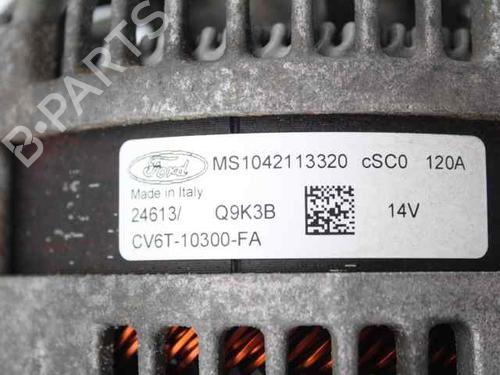 B-PARTS
Ford MS1042113320 cSC0 120A
Made in Italy
24613/ Q9K3B 14V
CV6T-10300-FA